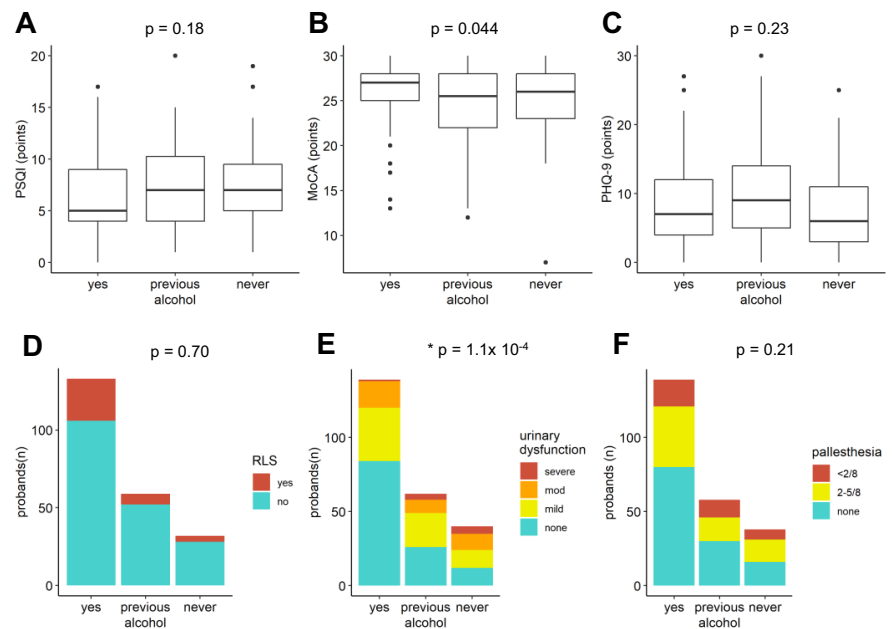 A
p = 0.18
PSQI (points)
20
15
10
5
0
yes
previous
never
alcohol
B
p = 0.044
MoCA (points)
30
25
20
15
10
yes
previous
never
alcohol
C
p = 0.23
PHQ-9 (points)
30
20
10
0
yes
previous
never
alcohol
D
p = 0.70
probands(n)
100
50
0
yes
previous
never
alcohol
RLS
yes
no
E
* p = 1.1x 10-4
probands(n)
100
50
0
yes
previous
never
alcohol
urinary
dysfunction
severe
mod
mild
none
F
p = 0.21
probands (n)
100
50
0
yes
previous
never
alcohol
pallesthesia
<2/8
2-5/8
none